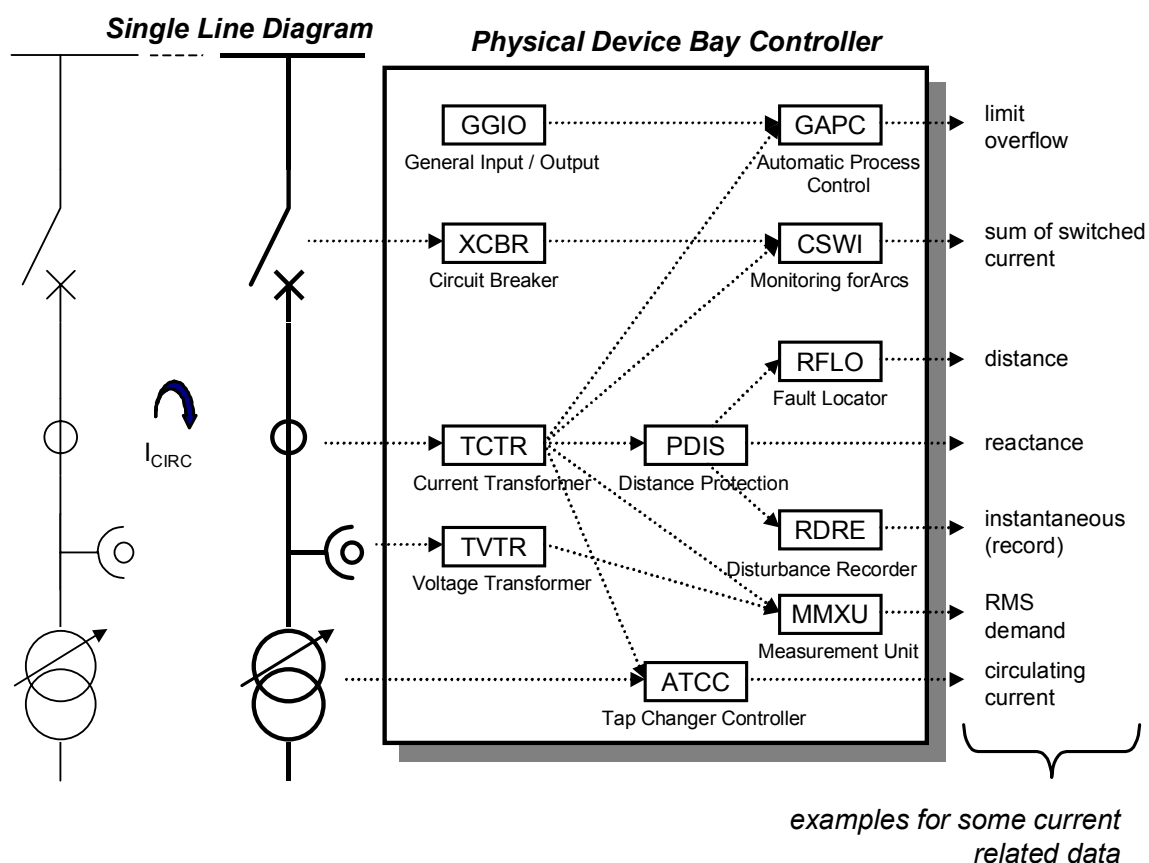 Single Line Diagram
Physical Device Bay Controller
GGIO
General Input / Output
GAPC
Automatic Process
Control
limit
overflow
XCBR
Circuit Breaker
CSWI
Monitoring forArcs
sum of switched
current
RFLO
Fault Locator
distance
ICIRC
TCTR
Current Transformer
PDIS
Distance Protection
reactance
RDRE
Disturbance Recorder
instantaneous
(record)
TVTR
Voltage Transformer
MMXU
Measurement Unit
RMS
demand
ATCC
Tap Changer Controller
circulating
current
examples for some current
related data